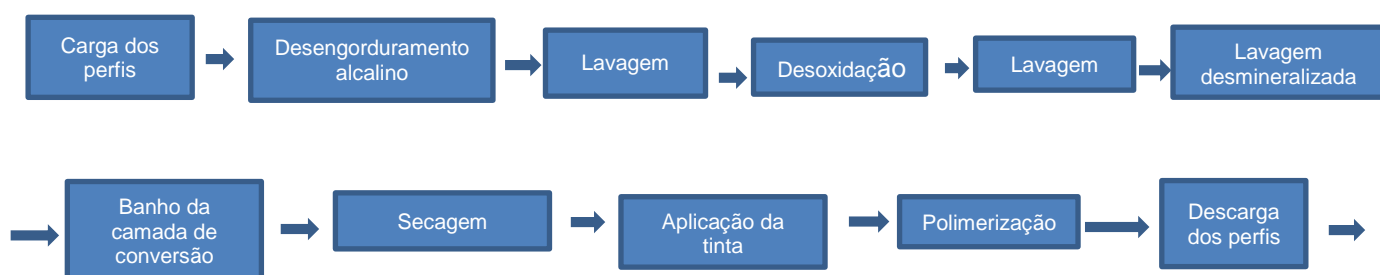 Carga dos
perfis
Desengorduramento
alcalino
Lavagem
Desoxidação
Lavagem
Lavagem
desmineralizada
Banho da
camada de
conversão
Secagem
Aplicação da
tinta
Polimerização
Descarga
dos perfis